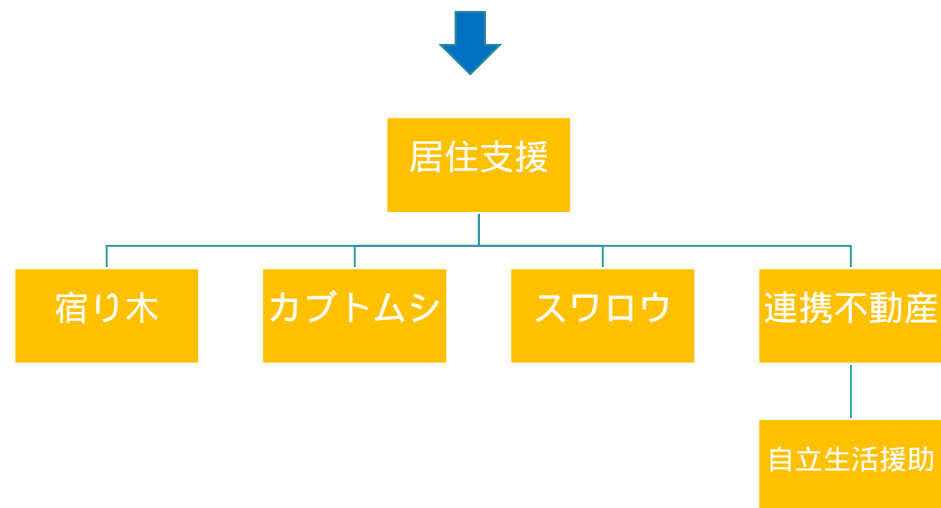 居住支援
宿り木
カブトムシ
スワロウ
連携不動産
自立生活援助